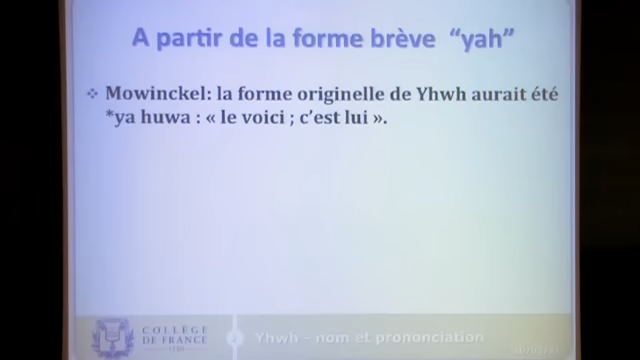 A partir de la forme brève “yah”
Mowinckel: la forme originelle de Yhwh aurait été
*ya huwa : « le voici ; c’est lui ».
COLLÈGE
DE FRANCE
Yhwh – nom et prononciation